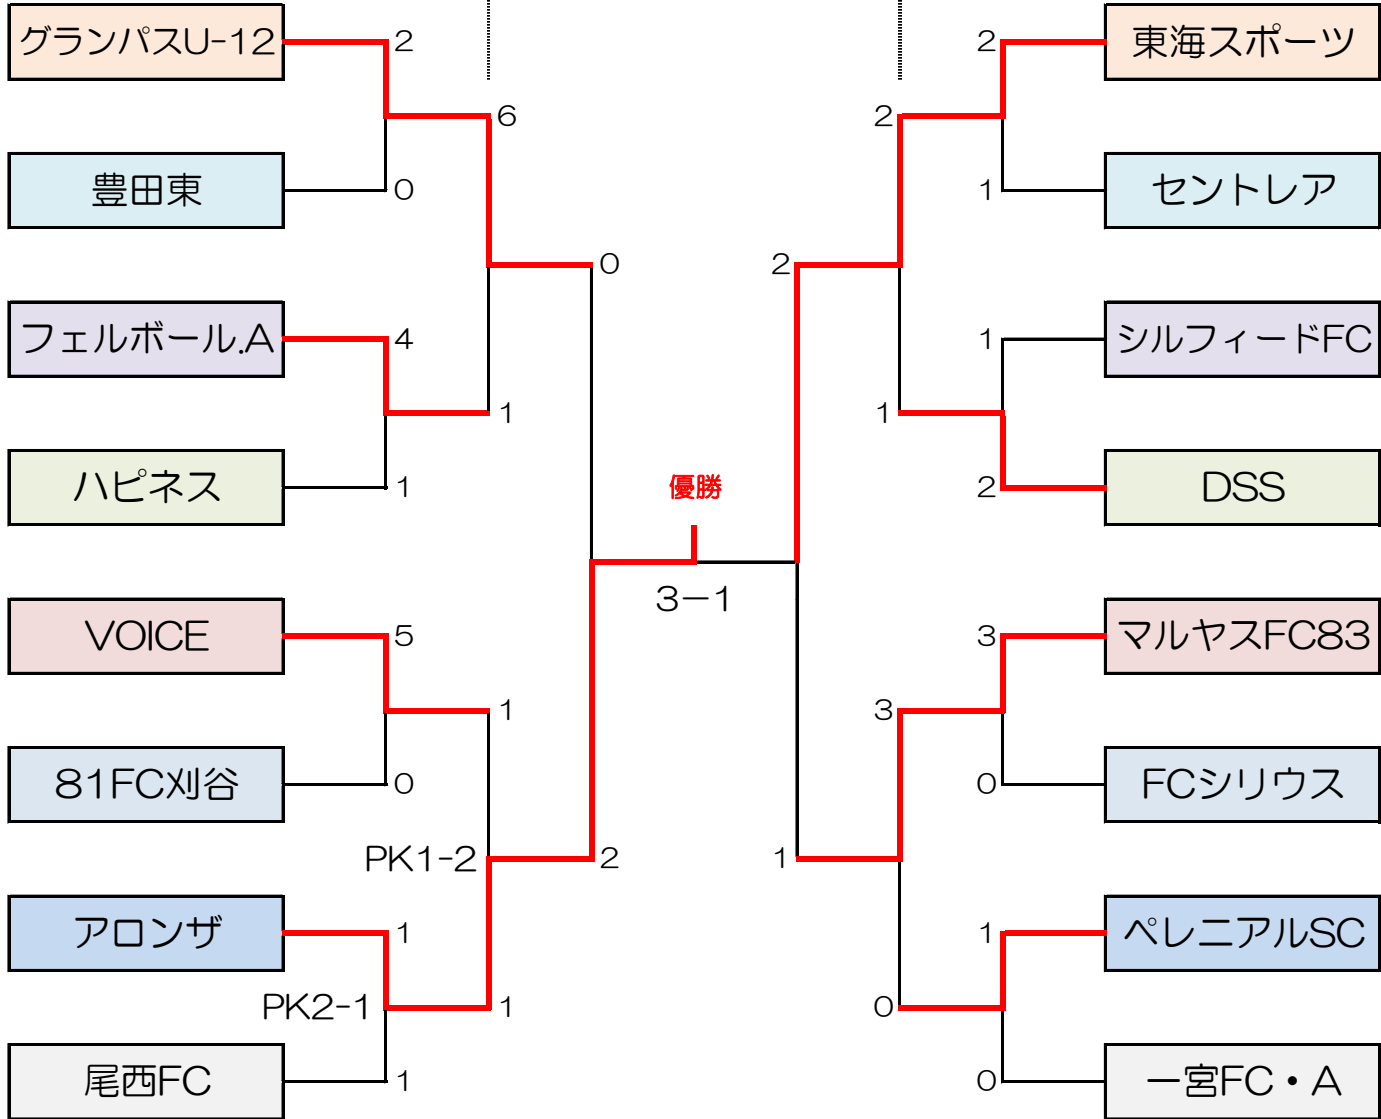 グランパスU-12
2
2
東海スポーツ
6
2
豊田東
0
1
セントレア
0
2
フェルボール.A
4
1
シルフィードFC
1
1
ハピネス
1
優勝
2
DSS
3－1
VOICE
5
3
マルヤスFC83
1
3
81FC刈谷
0
0
FCシリウス
PK1-2
2
1
アロンザ
1
1
ペレニアルSC
PK2-1
1
0
尾西FC
1
0
一宮FC・A